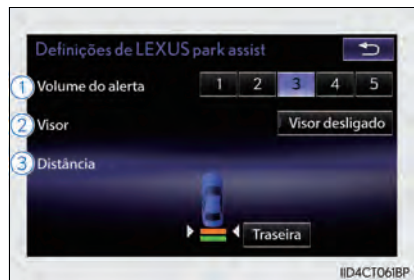 Definições de LEXUS park assist
1 Volume do alerta 1 2 3 4 5
2 Visor Visor desligado
3 Distância
Traseira
IID4CT061BP